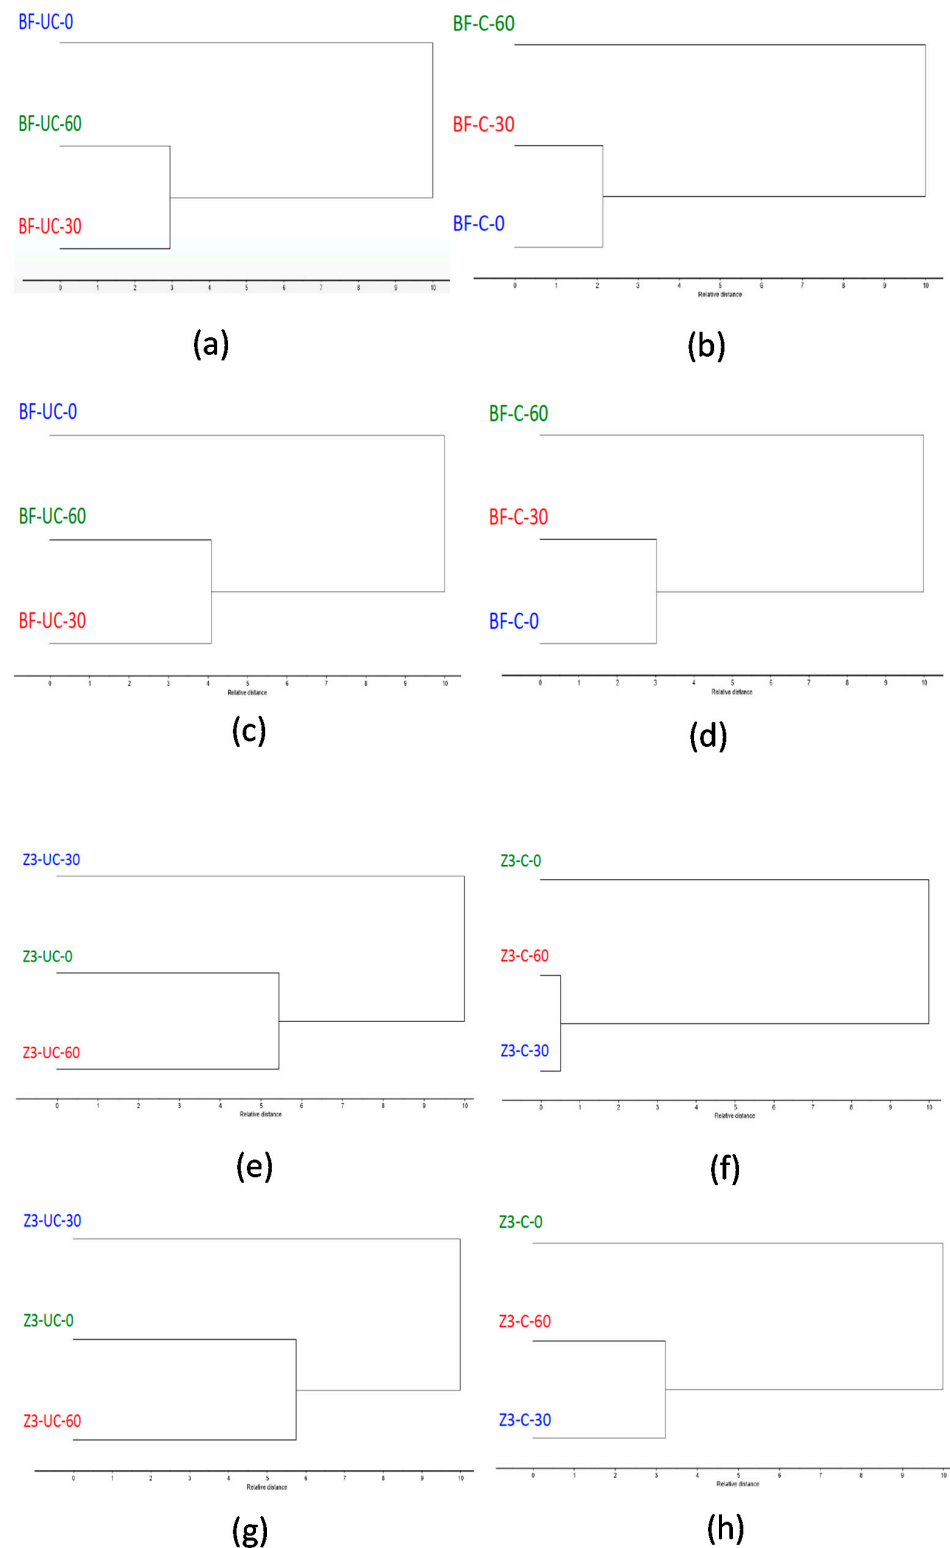 BF-UC-0
BF-UC-60
BF-UC-30
0 1 2 3 4 5 6 7 8 9 10
(a)
BF-C-60
BF-C-30
BF-C-0
0 1 2 3 4 5 6 7 8 9 10
Relative distance
(b)
BF-UC-0
BF-UC-60
BF-UC-30
0 1 2 3 4 5 6 7 8 9 10
Relative distance
(c)
BF-C-60
BF-C-30
BF-C-0
0 1 2 3 4 5 6 7 8 9 10
Relative distance
(d)
Z3-UC-30
Z3-UC-0
Z3-UC-60
0 1 2 3 4 5 6 7 8 9 10
Relative distance
(e)
Z3-C-0
Z3-C-60
Z3-C-30
0 1 2 3 4 5 6 7 8 9 10
Relative distance
(f)
Z3-UC-30
Z3-UC-0
Z3-UC-60
0 1 2 3 4 5 6 7 8 9 10
Relative distance
(g)
Z3-C-0
Z3-C-60
Z3-C-30
0 1 2 3 4 5 6 7 8 9 10
Relative distance
(h)